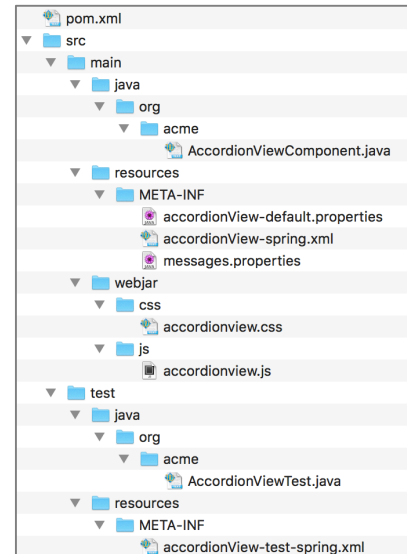 pom.xml
src
main
java
org
acme
AccordionViewComponent.java
resources
META-INF
accordionView-default.properties
accordionView-spring.xml
messages.properties
webjar
css
accordionview.css
js
accordionview.js
test
java
org
acme
AccordionViewTest.java
resources
META-INF
accordionView-test-spring.xml